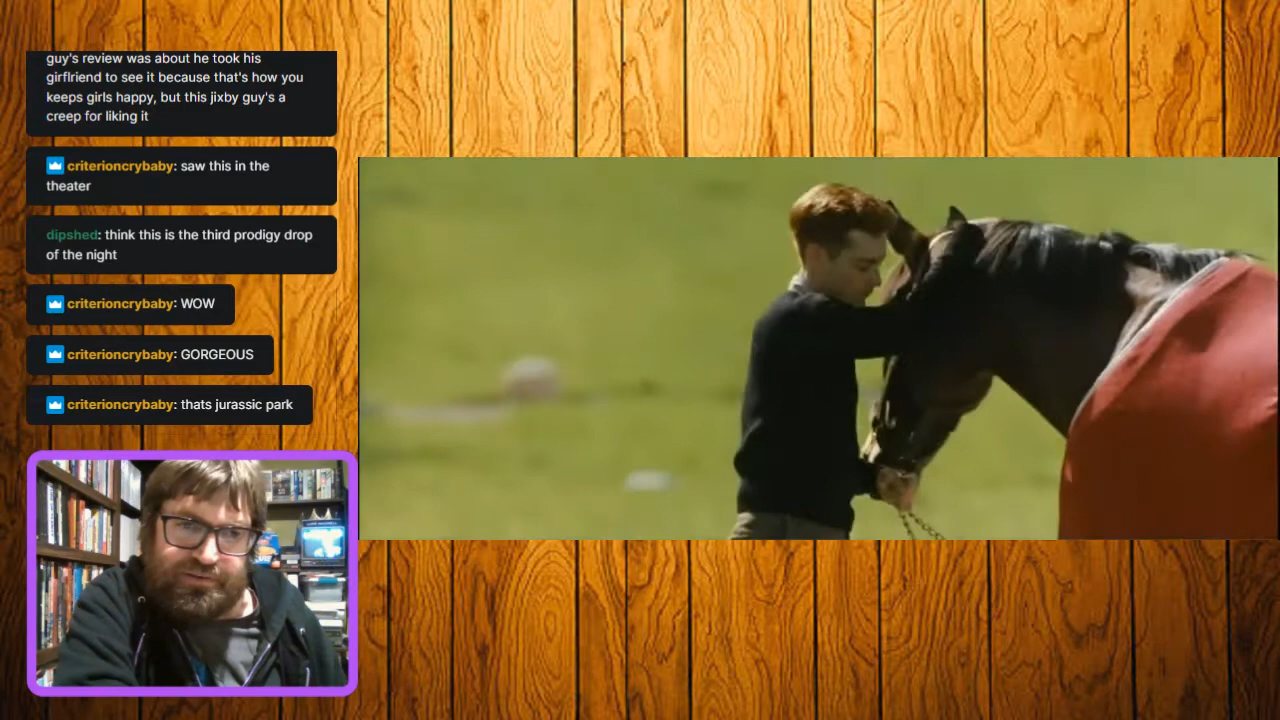 guy's review was about he took his
girlfriend to see it because that's how you
keeps girls happy, but this jixby guy's a
creep for liking it
criterioncrybaby: saw this in the
theater
dipshed: think this is the third prodigy drop
of the night
criterioncrybaby: WOW
criterioncrybaby: GORGEOUS
criterioncrybaby: thats jurassic park